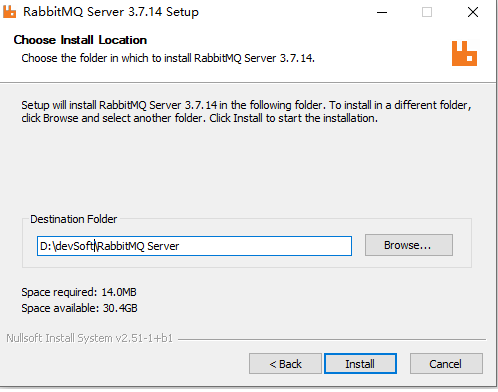 RabbitMQ Server 3.7.14 Setup
Choose Install Location
Choose the folder in which to install RabbitMQ Server 3.7.14.
Setup will install RabbitMQ Server 3.7.14 in the following folder. To install in a different folder,
click Browse and select another folder. Click Install to start the installation.
Destination Folder
D:\devSoft\RabbitMQ Server
Browse...
Space required: 14.0MB
Space available: 30.4GB
Nullsoft Install System v2.51-1+b1
< Back
Install
Cancel